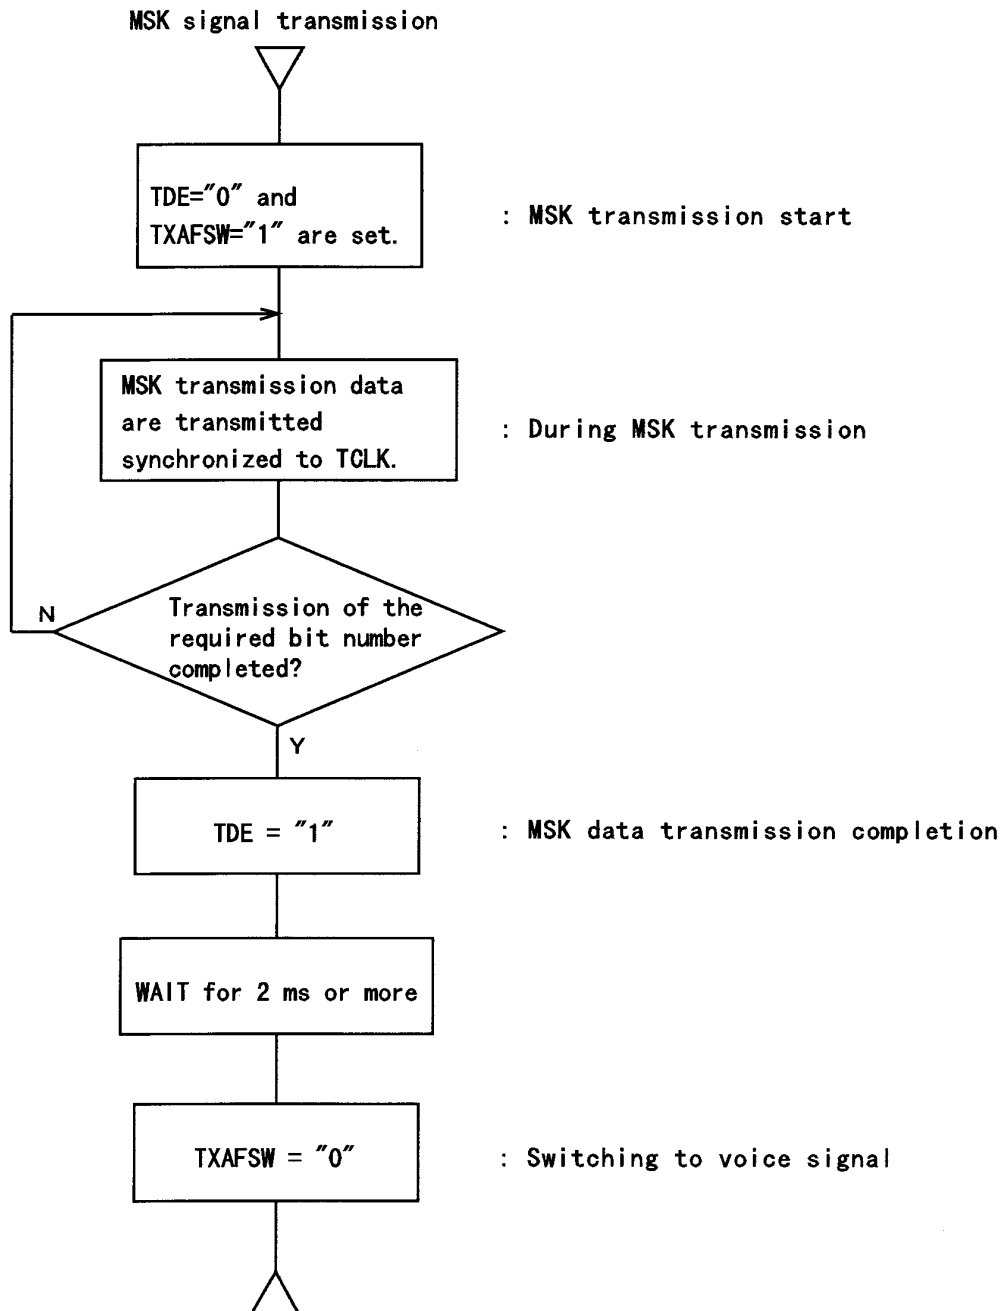 MSK signal transmission
TDE="0" and
TXAFSW="1" are set.
: MSK transmission start
MSK transmission data
are transmitted
synchronized to TCLK.
: During MSK transmission
N
Transmission of the
required bit number
completed?
Y
TDE = "1"
: MSK data transmission completion
WAIT for 2 ms or more
TXAFSW = "0"
: Switching to voice signal